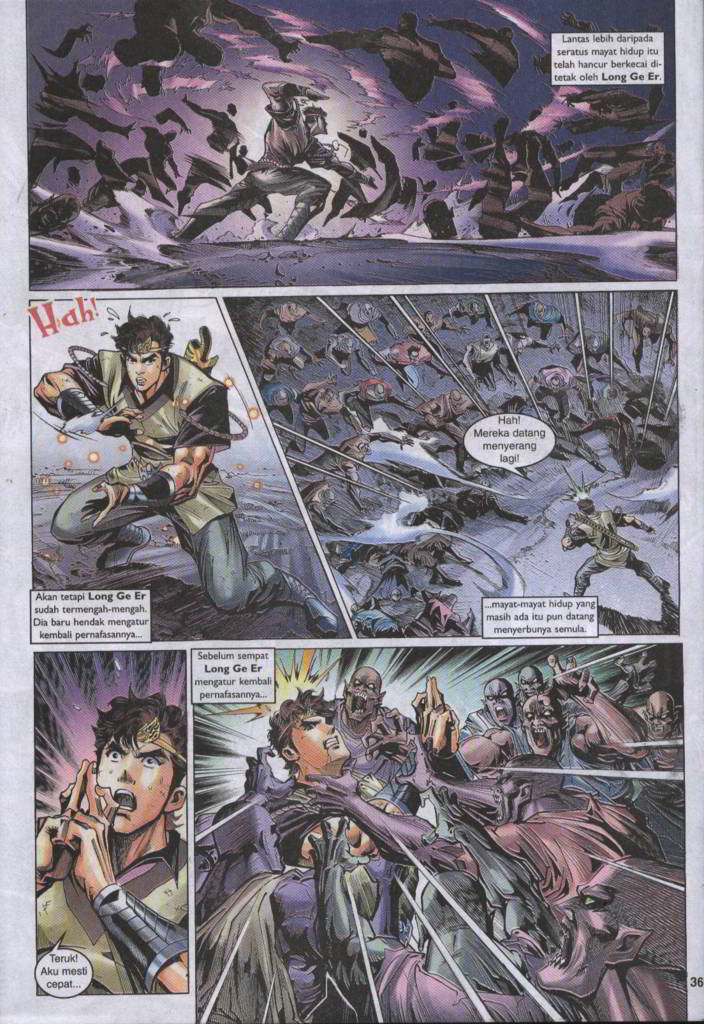 Lantas lebih daripada
seratus mayat hidup itu
telah hancur berkecai di-
tetak oleh Long Ge Er.
Hah!
Akan tetapi Long Ge Er
sudah termengah-mengah.
Dia baru hendak mengatur
kembali pernafasannya...
Hah!
Mereka datang
menyerang
lagi!
...mayat-mayat hidup yang
masih ada itu pun datang
menyerbunya semula.
Teruk!
Aku mesti
cepat...
Sebelum sempat
Long Ge Er
mengatur kembali
pernafasannya...
36